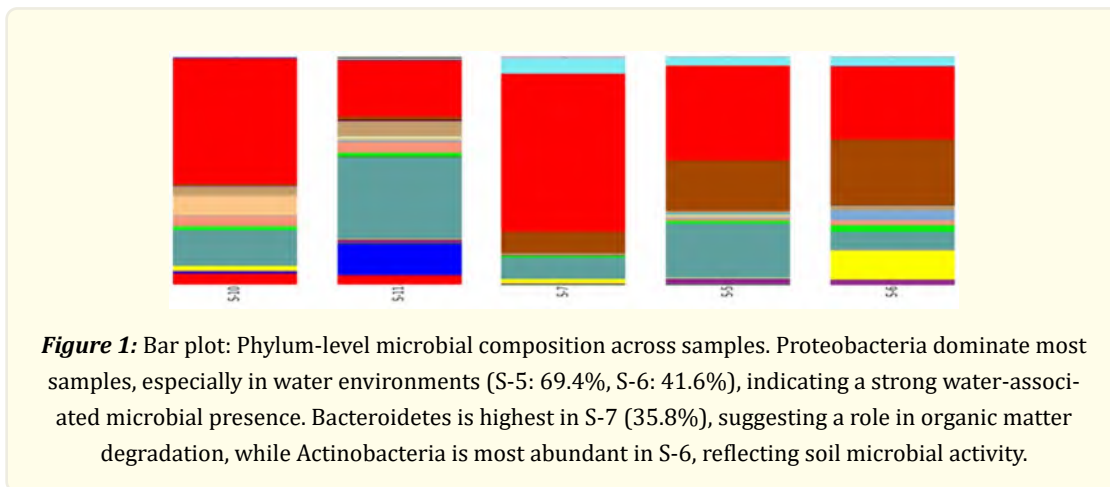 S-10
S-11
S-7
S-5
S-6
Figure 1: Bar plot: Phylum-level microbial composition across samples. Proteobacteria dominate most
samples, especially in water environments (S-5: 69.4%, S-6: 41.6%), indicating a strong water-associ-
ated microbial presence. Bacteroidetes is highest in S-7 (35.8%), suggesting a role in organic matter
degradation, while Actinobacteria is most abundant in S-6, reflecting soil microbial activity.